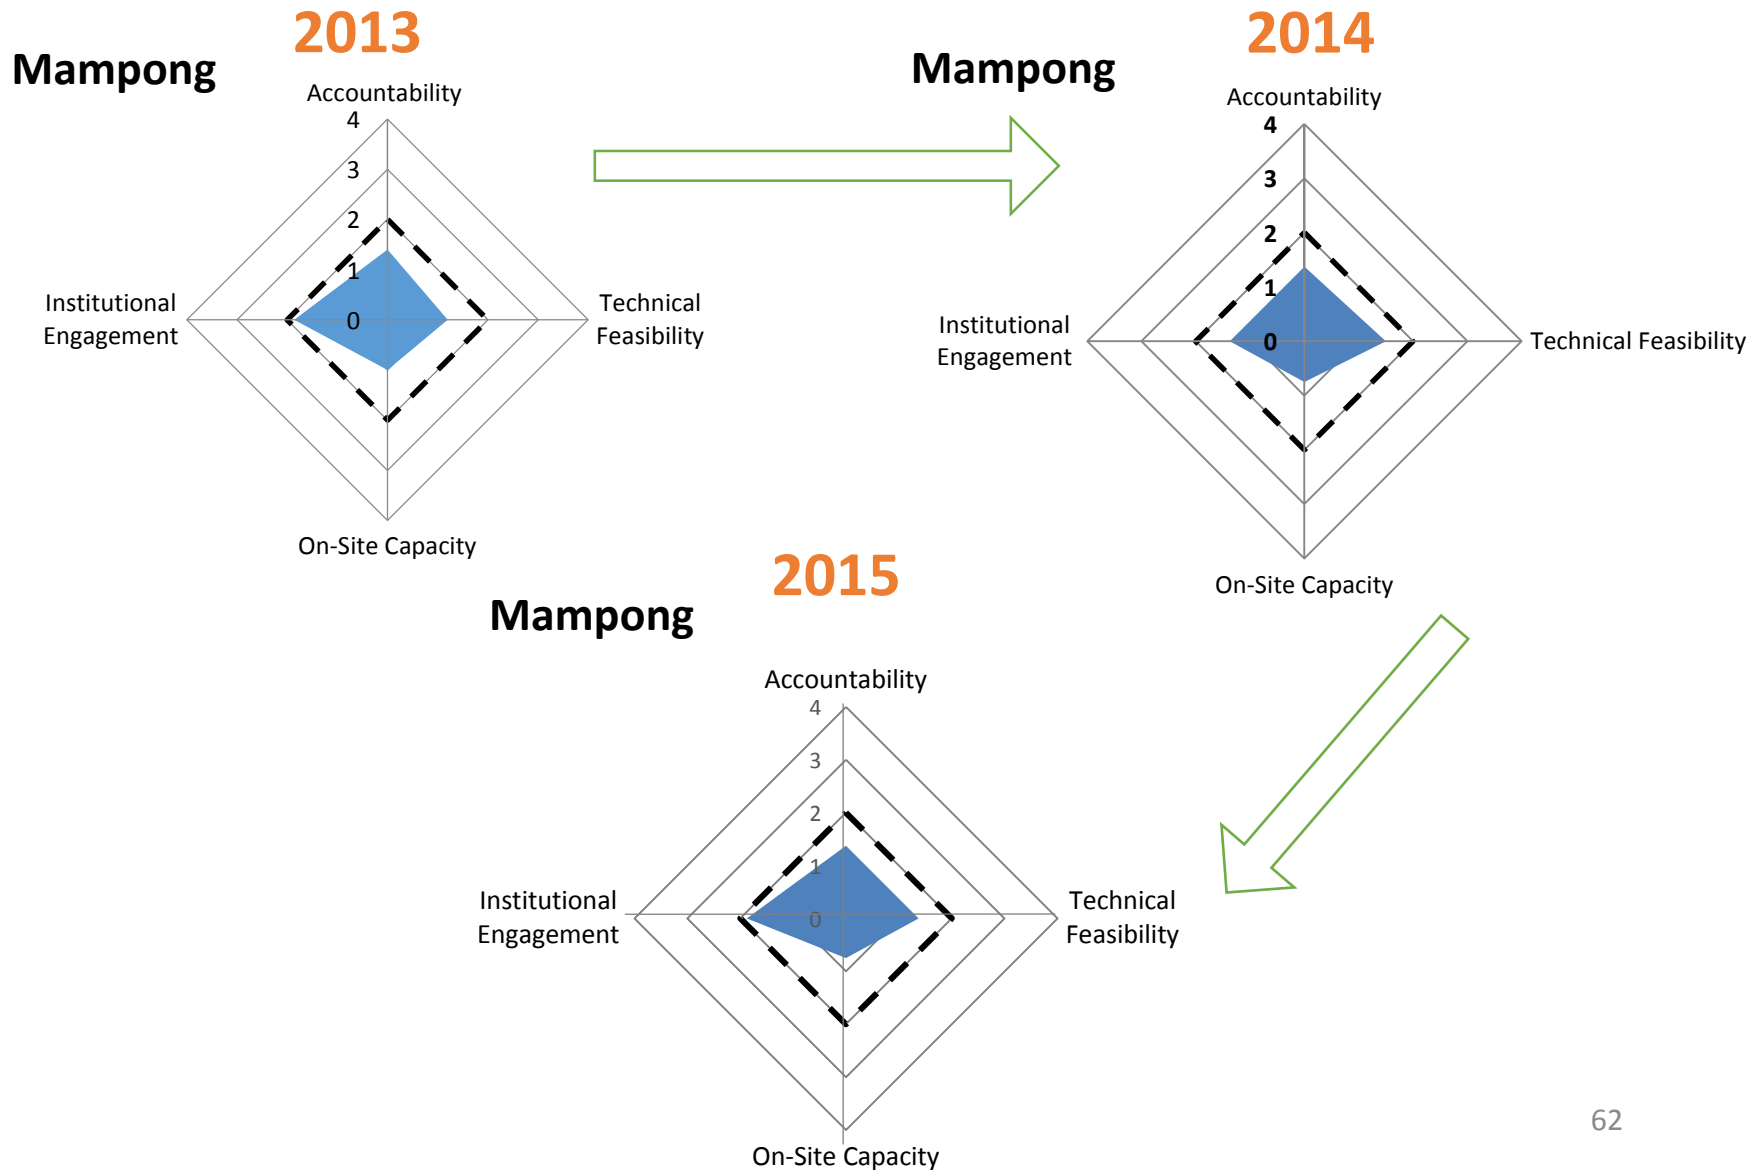 2013
Mampong
Accountability
4
3
2
1
0
Institutional
Engagement
Technical
Feasibility
On-Site Capacity
2014
Mampong
Accountability
4
3
2
1
0
Institutional
Engagement
Technical Feasibility
On-Site Capacity
2015
Mampong
Accountability
4
3
2
1
0
Institutional
Engagement
Technical
Feasibility
On-Site Capacity
62